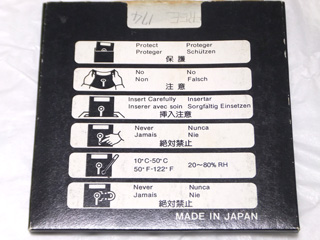 Protect Proteger
Proteger Schützen
保護
No No
Non Falsch
注意
Insert Carefully Insertar
Inserer avec soin Sorgfältig Einsetzen
挿入注意
Never Nunca
Jamais Nie
絶対禁止
10°C-50°C
50°F-122°F 20~80% RH
Never Nunca
Jamais Nie
絶対禁止
MADE IN JAPAN